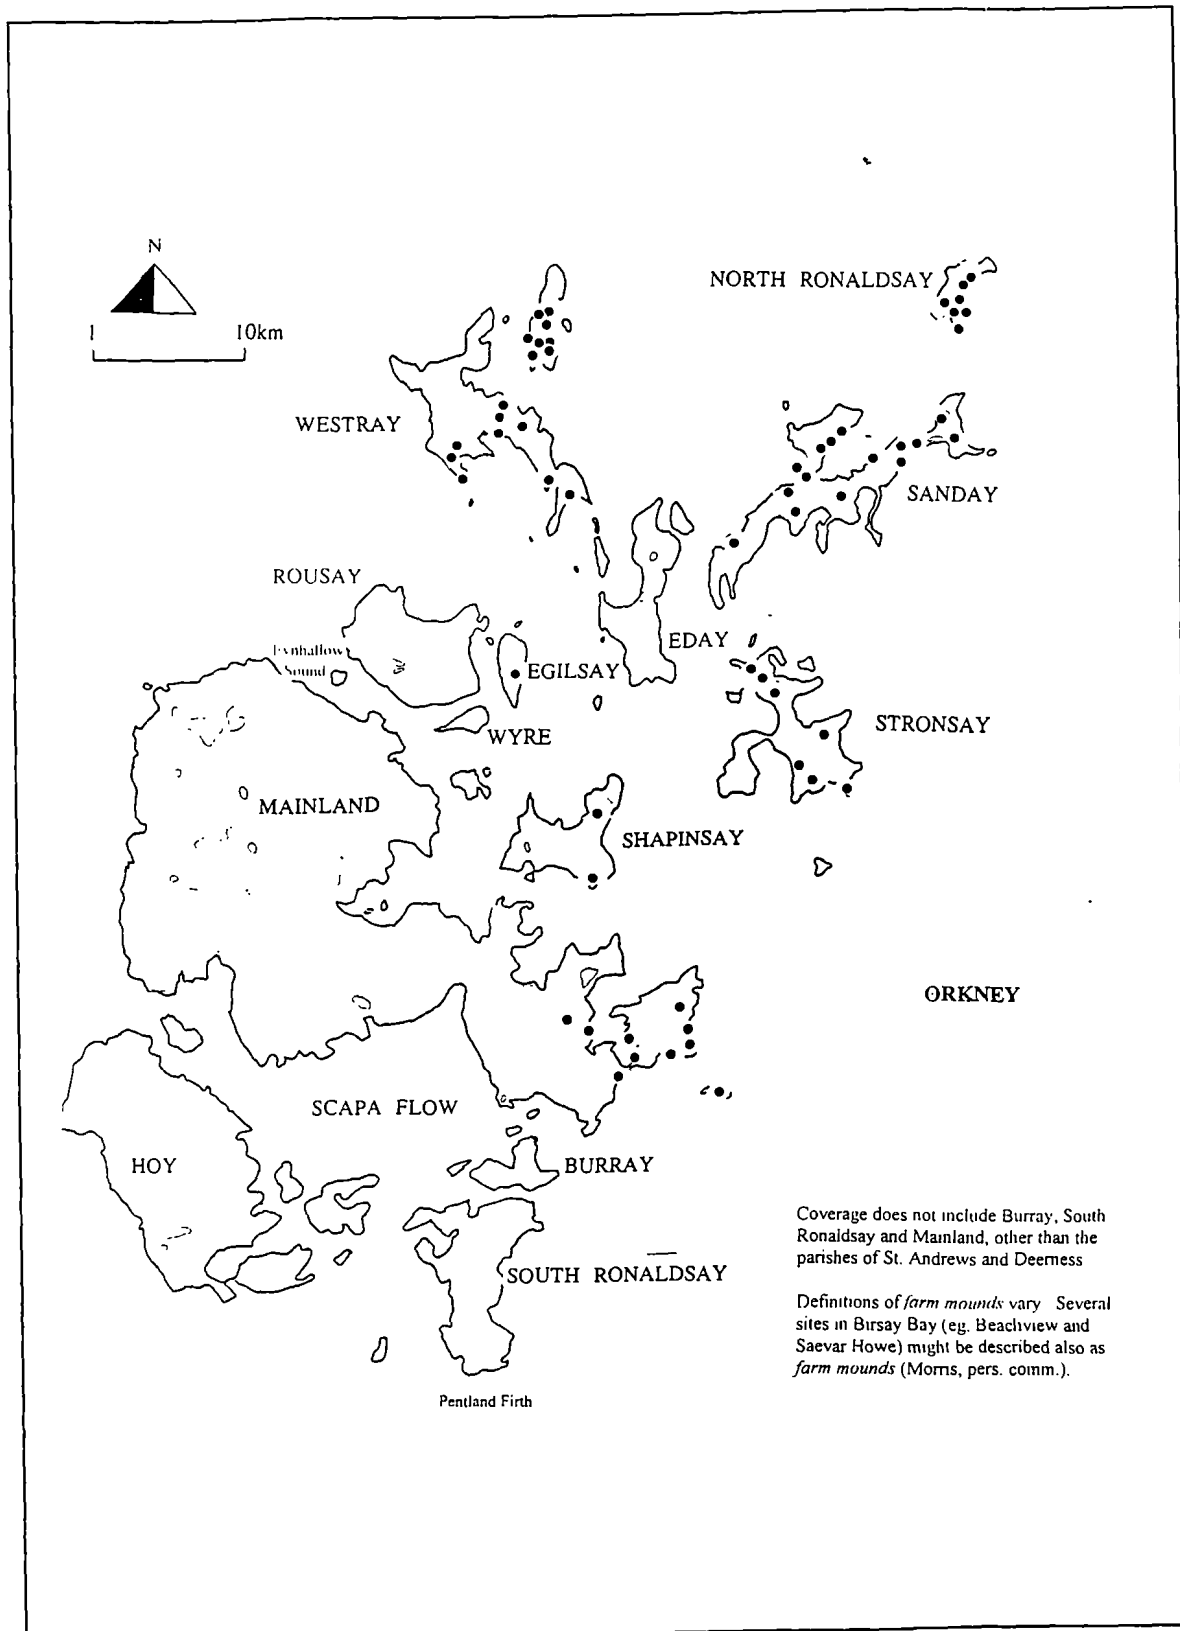 N
1 10km
NORTH RONALDSAY
WESTRAY
SANDAY
ROUSAY
Sound
EDAY
EGILSAY
STRONSAY
WYRE
MAINLAND
SHAPINSAY
ORKNEY
SCAPA FLOW
HOY
BURRAY
SOUTH RONALDSAY
Pentland Firth
Coverage does not include Burray, South
Ronaldsay and Mainland, other than the
parishes of St. Andrews and Deerness
Definitions of farm mounds vary Several
sites in Birsay Bay (eg. Beachview and
Saevar Howe) might be described also as
farm mounds (Morris, pers. comm.).